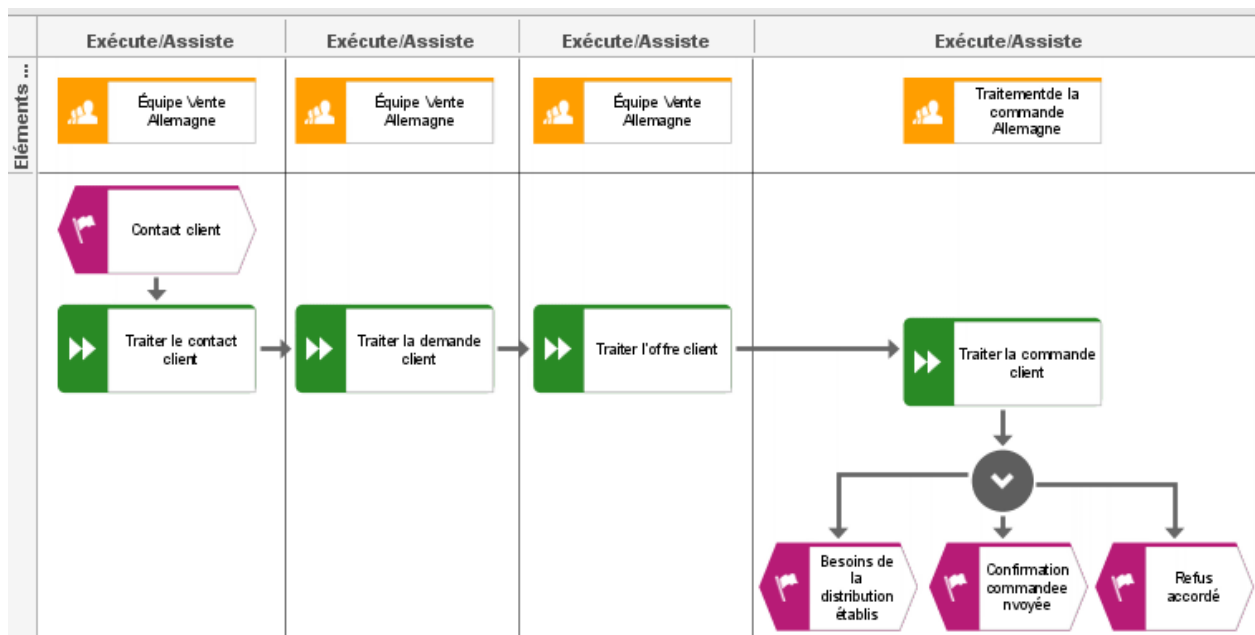 Exécute/Assiste
Exécute/Assiste
Exécute/Assiste
Exécute/Assiste
Eléments ...
Équipe Vente
Allemagne
Équipe Vente
Allemagne
Équipe Vente
Allemagne
Traitementde la
commande
Allemagne
Contact client
Traiter le contact
client
Traiter la demande
client
Traiter l'offre client
Traiter la commande
client
Besoins de
la
distribution
établis
Confirmation
commandee
nvoyée
Refus
accordé